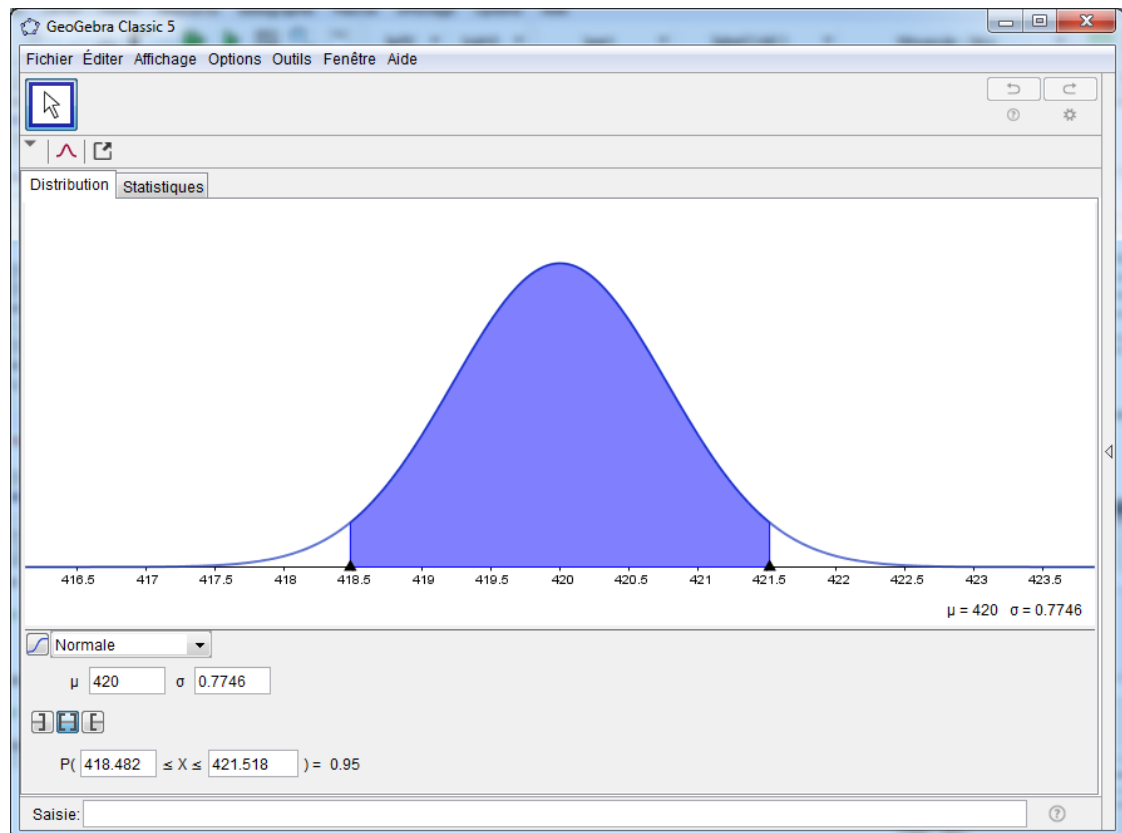 GeoGebra Classic 5
Fichier Éditer Affichage Options Outils Fenêtre Aide
Distribution Statistiques
416.5 417 417.5 418 418.5 419 419.5 420 420.5 421 421.5 422 422.5 423 423.5
μ = 420 σ = 0.7746
Normale
μ 420 σ 0.7746
P( 418.482 ≤ X ≤ 421.518 ) = 0.95
Saisie: